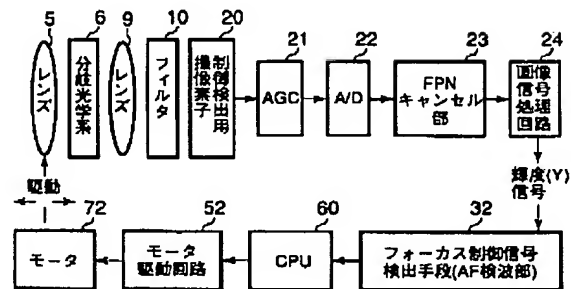 5
6
9
10
20
21
22
23
24
レンズ
分岐光学系
レンズ
フィルタ
制御検出用
撮像素子
AGC
A/D
FPN
キャンセル
部
画像
信号
処理
回路
駆動
輝度(Y)
信号
72
52
60
32
モータ
モータ
駆動回路
CPU
フォーカス制御信号
検出手段(AF検波部)